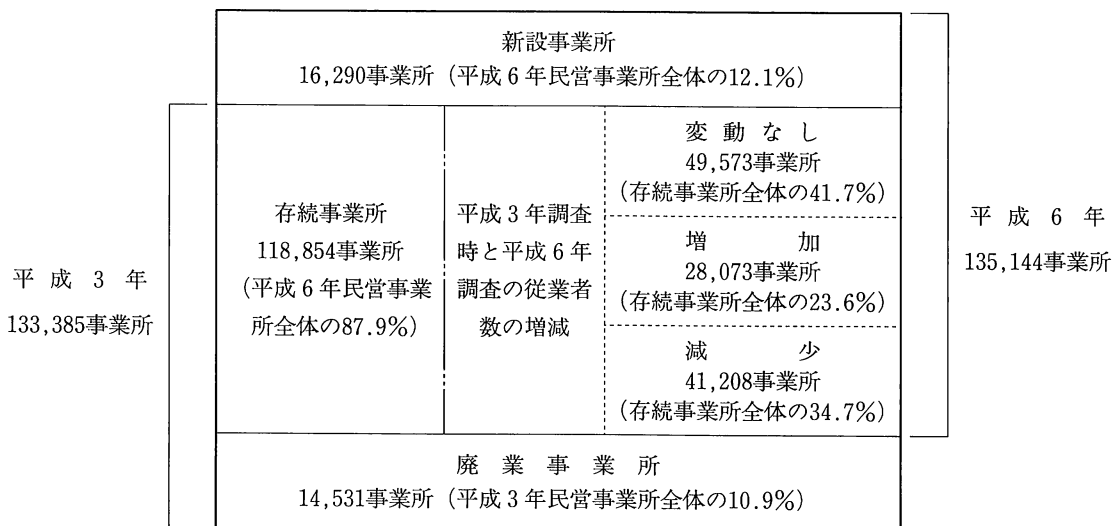 新設事業所
16,290事業所（平成6年民営事業所全体の12.1%）
平成3年
133,385事業所
存続事業所
118,854事業所
（平成6年民営事業
所全体の87.9%）
平成3年調査
時と平成6年
調査の従業者
数の増減
変動なし
49,573事業所
（存続事業所全体の41.7%）
増加
28,073事業所
（存続事業所全体の23.6%）
減少
41,208事業所
（存続事業所全体の34.7%）
平成6年
135,144事業所
廃業事業所
14,531事業所（平成3年民営事業所全体の10.9%）